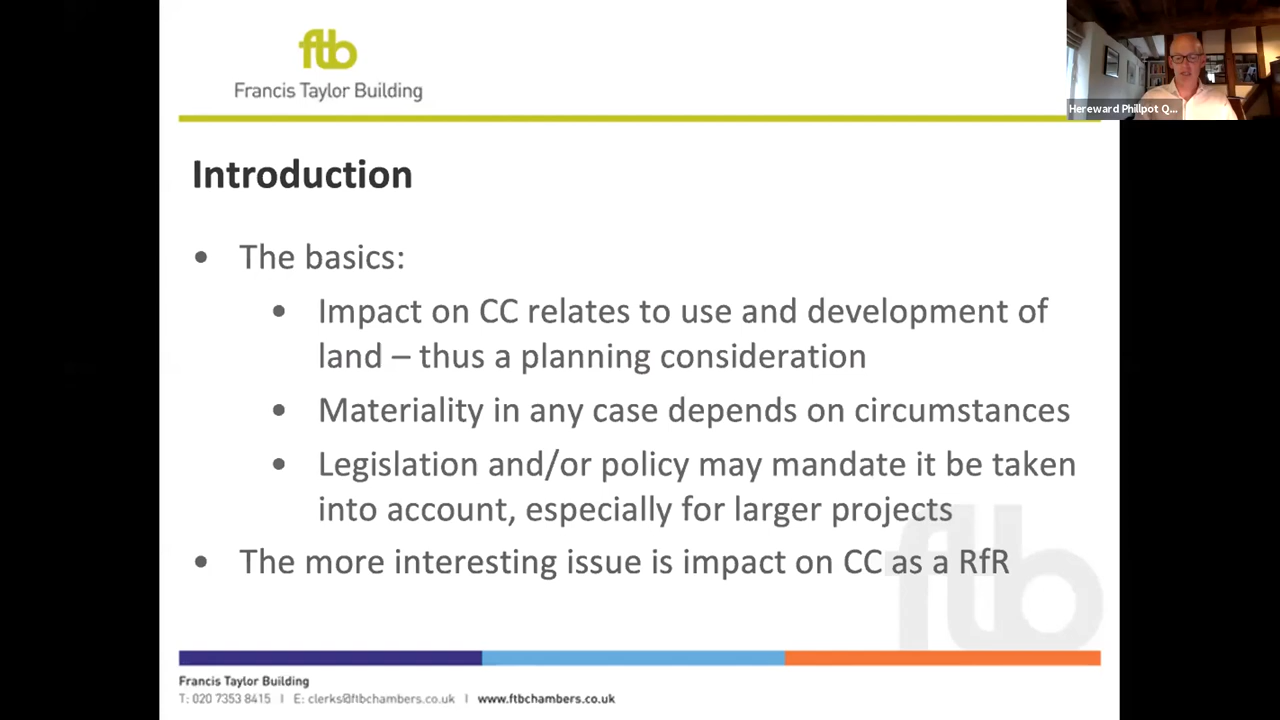 ftb
Francis Taylor Building
Hereward Phillpot Q...
Introduction
• The basics:
• Impact on CC relates to use and development of
land – thus a planning consideration
• Materiality in any case depends on circumstances
• Legislation and/or policy may mandate it be taken
into account, especially for larger projects
• The more interesting issue is impact on CC as a RfR
ftb
Francis Taylor Building
T: 020 7353 8415 I E: clerks@ftbchambers.co.uk I www.ftbchambers.co.uk